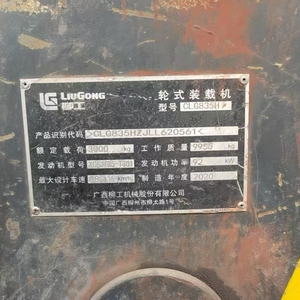 LIUGONG
柳工
轮式装载机
型号 CLG835H
产品识别代码 >CLG835HZJLL620561<
额定载荷 3000 kg 工作质量 9950 kg
发动机型号 发动机功率 92 kW
最大设计车速 km/h 制造年度 2020
广西柳工机械股份有限公司
中国广西柳州市柳太路1号